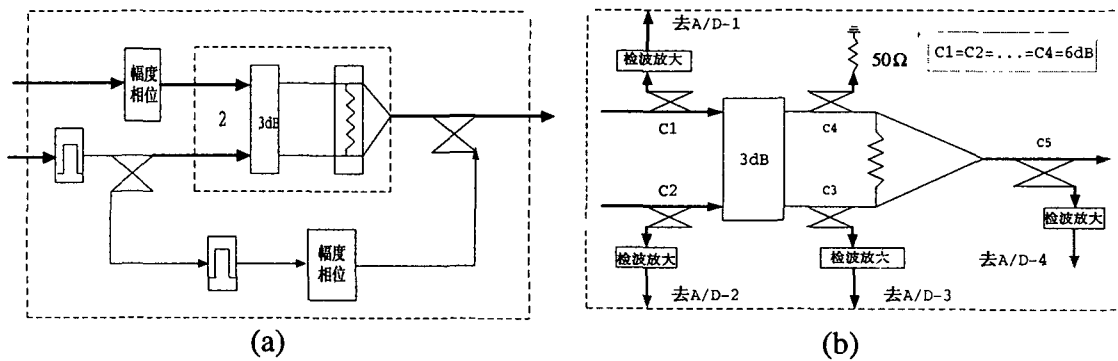 幅度
相位
2
3dB
幅度
相位
(a)
去A/D-1
检波放大
50Ω
C1=C2=...=C4=6dB
C1
C4
3dB
C5
C2
C3
检波放大
检波放大
检波放六
去A/D-4
去A/D-2
去A/D-3
(b)